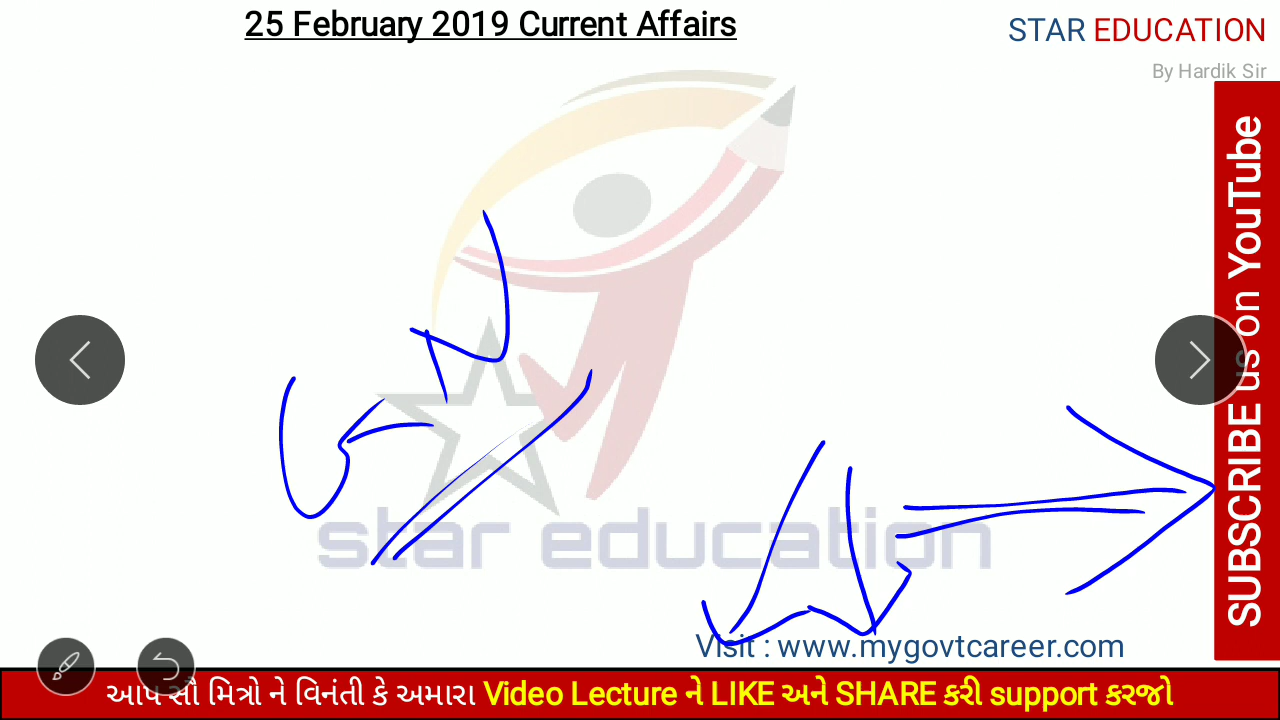 25 February 2019 Current Affairs
STAR EDUCATION
By Hardik Sir
SUBSCRIBE us on YouTube
star education
Visit : www.mygovtcareer.com
આપ સૌ મિત્રો ને વિનંતી કે અમારા Video Lecture ને LIKE અને SHARE કરી support કરજો